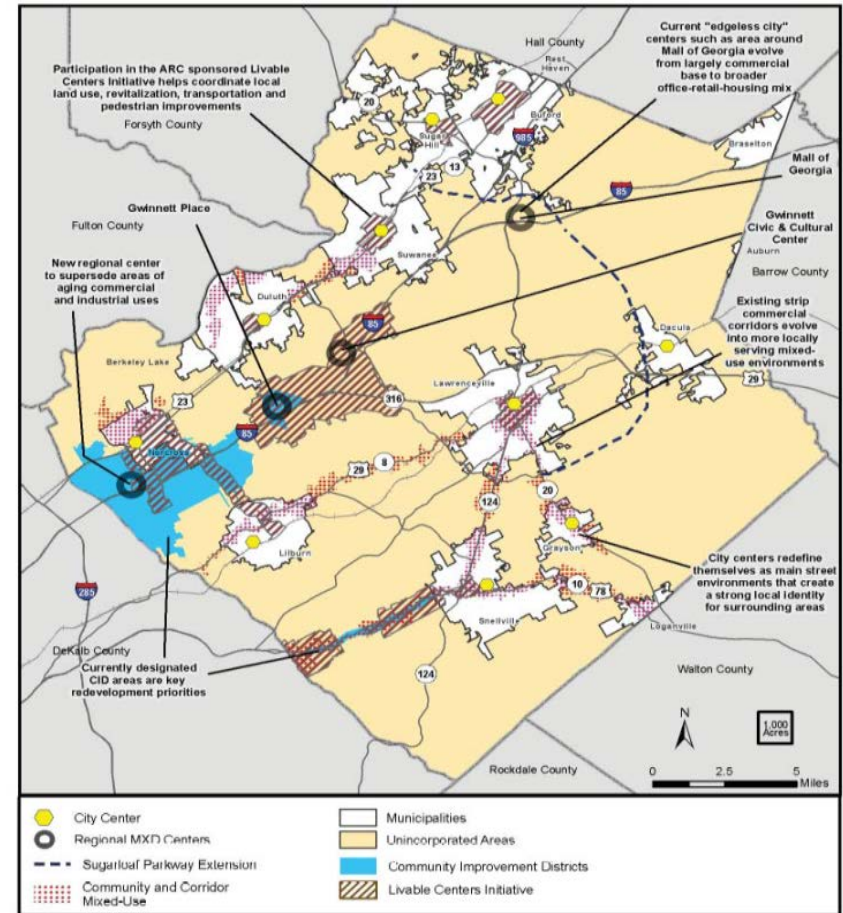 Current "edgeless city"
centers such as area around
Mall of Georgia evolve
from largely commercial
base to broader
office-retail-housing mix
Hall County
Rest
Haven
Participation in the ARC sponsored Livable
Centers Initiative helps coordinate local
land use, revitalization, transportation and
pedestrian improvements
Forsyth County
20
Sugar
Hill
Buford
985
Braselton
13
23
85
Mall of
Georgia
Gwinnett Place
Fulton County
Gwinnett
Civic & Cultural
Center
Suwanee
Auburn
Barrow County
New regional center
to supersede areas of
aging commercial
and industrial uses
Duluth
85
Existing strip
commercial
corridors evolve
into more locally
serving mixed-
use environments
Dacula
Berkeley Lake
Lawrenceville
29
23
316
85
Norcross
29
8
124
20
Lilburn
Grayson
City centers redefine
themselves as main street
environments that create
a strong local identity
for surrounding areas
285
10
78
Snellville
Loganville
DeKalb County
Currently designated
CID areas are key
redevelopment priorities
124
Walton County
N
1,000
Acres
Rockdale County
0 2.5 5
Miles
City Center
Regional MXD Centers
Sugarloaf Parkway Extension
Community and Corridor
Mixed-Use
Municipalities
Unincorporated Areas
Community Improvement Districts
Livable Centers Initiative